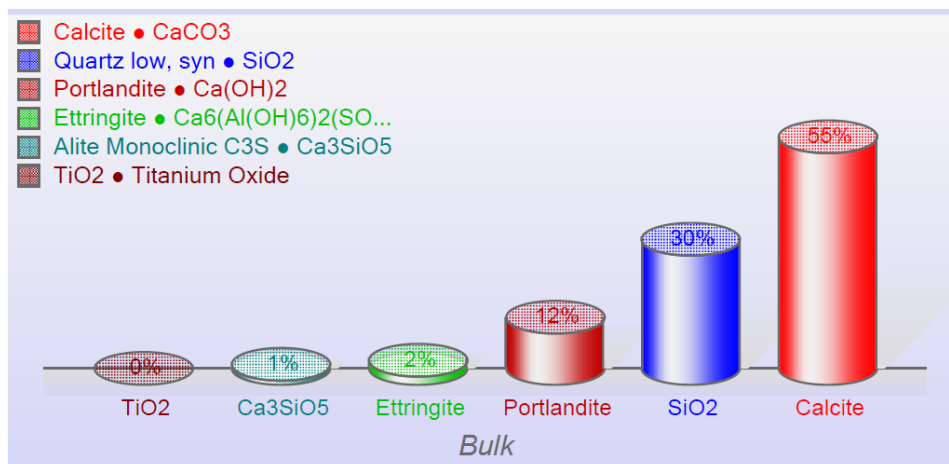 Calcite ● CaCO3
Quartz low, syn ● SiO2
Portlandite ● Ca(OH)2
Ettringite ● Ca6(Al(OH)6)2(SO...
Alite Monoclinic C3S ● Ca3SiO5
TiO2 ● Titanium Oxide
0% 1% 2% 12% 30% 55%
TiO2 Ca3SiO5 Ettringite Portlandite SiO2 Calcite
Bulk